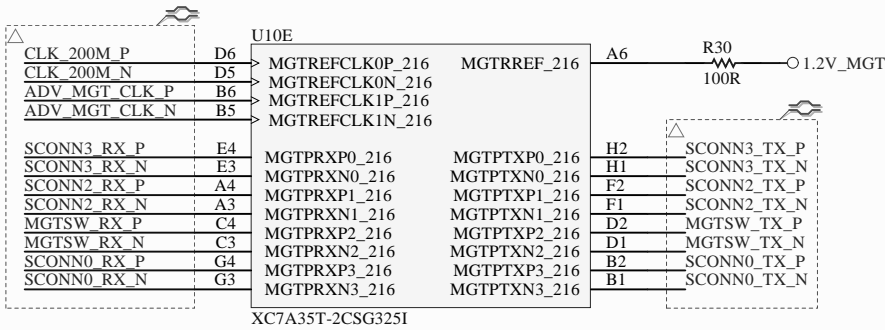 U10E
CLK_200M_P D6 MGTREFCLK0P_216 MGTRREF_216 A6 R30 100R 1.2V_MGT
CLK_200M_N D5 MGTREFCLK0N_216
ADV_MGT_CLK_P B6 MGTREFCLK1P_216
ADV_MGT_CLK_N B5 MGTREFCLK1N_216
SCONN3_RX_P E4 MGTPRXP0_216 MGTPTXP0_216 H2 SCONN3_TX_P
SCONN3_RX_N E3 MGTPRXN0_216 MGTPTXN0_216 H1 SCONN3_TX_N
SCONN2_RX_P A4 MGTPRXP1_216 MGTPTXP1_216 F2 SCONN2_TX_P
SCONN2_RX_N A3 MGTPRXN1_216 MGTPTXN1_216 F1 SCONN2_TX_N
MGTSW_RX_P C4 MGTPRXP2_216 MGTPTXP2_216 D2 MGTSW_TX_P
MGTSW_RX_N C3 MGTPRXN2_216 MGTPTXN2_216 D1 MGTSW_TX_N
SCONN0_RX_P G4 MGTPRXP3_216 MGTPTXP3_216 B2 SCONN0_TX_P
SCONN0_RX_N G3 MGTPRXN3_216 MGTPTXN3_216 B1 SCONN0_TX_N
XC7A35T-2CSG325I